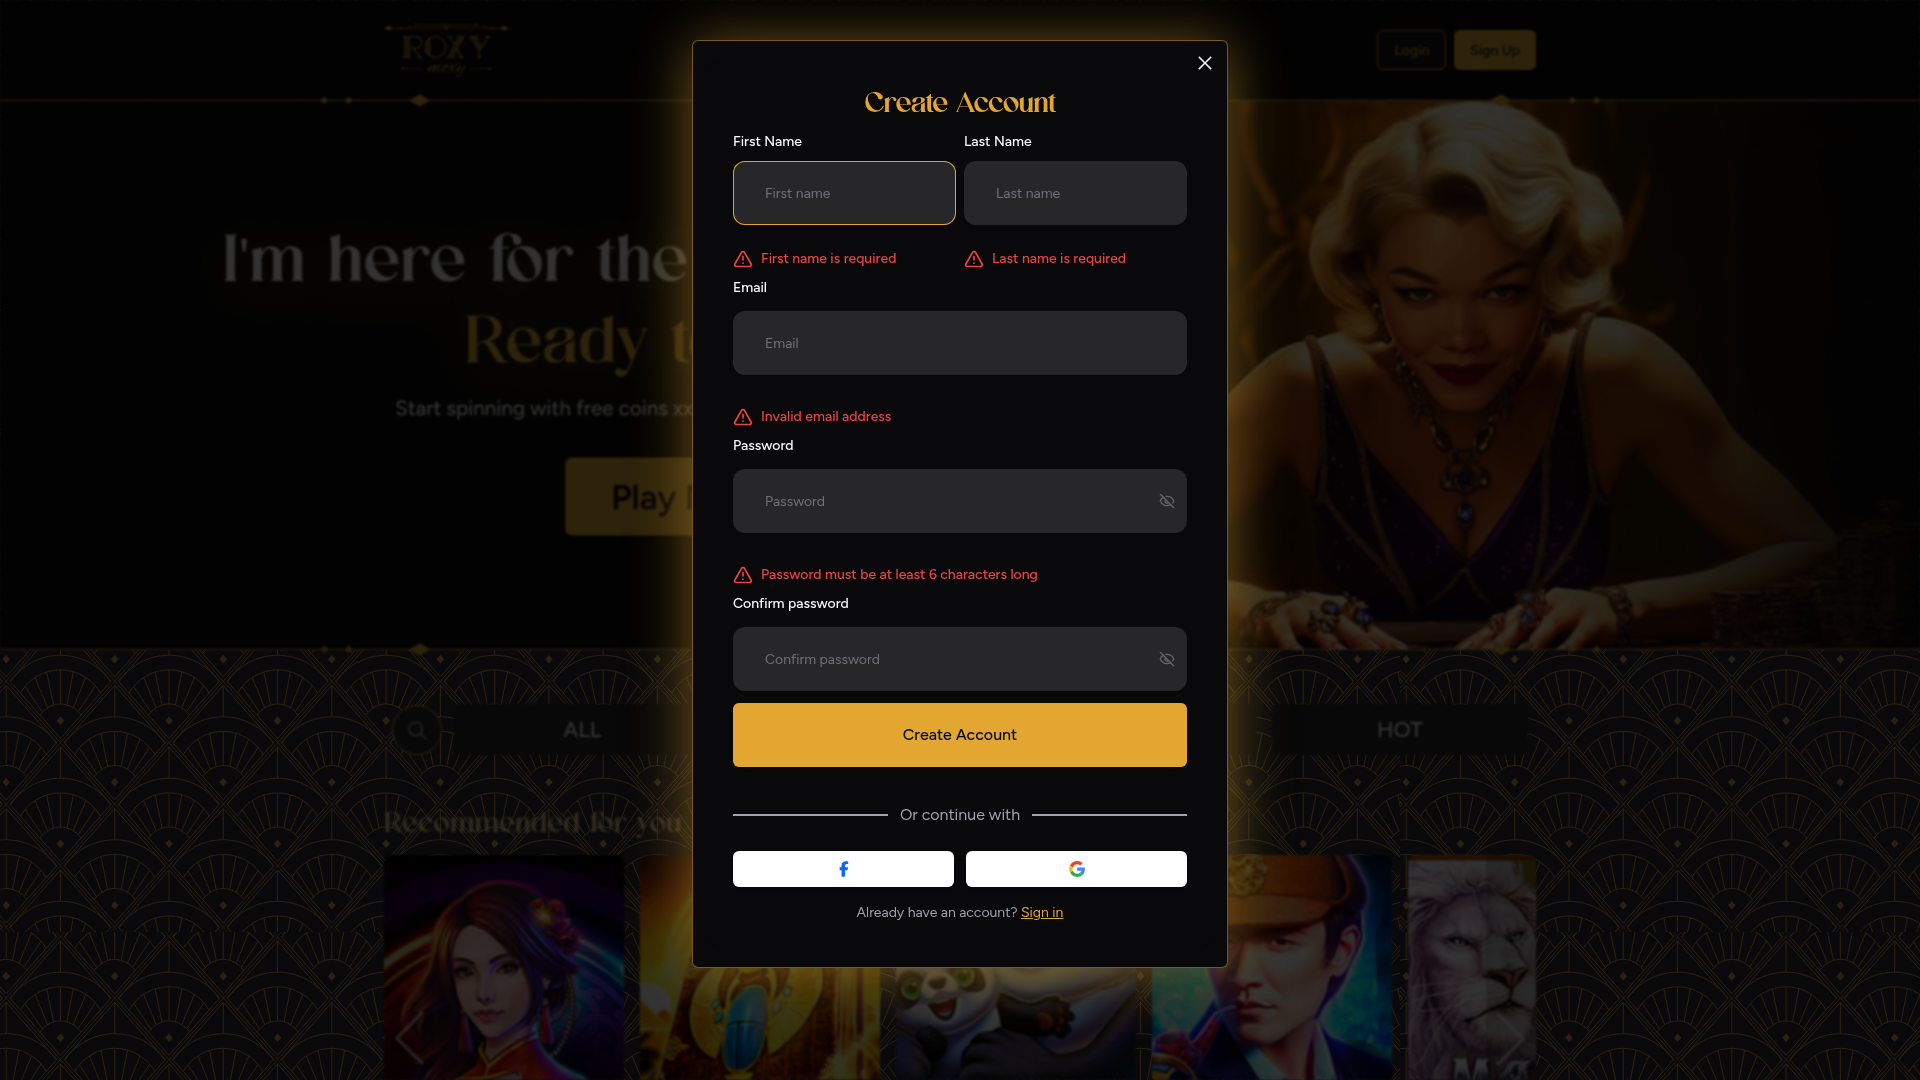 ROXY
moxy
Login
Sign Up
Create Account
First Name
Last Name
First name
Last name
First name is required
Last name is required
Email
Email
Invalid email address
Password
Password
Password must be at least 6 characters long
Confirm password
Confirm password
Create Account
Or continue with
Already have an account? Sign in
I'm here for the
Ready
Start spinning with free coins
Play
ALL
HOT
Recommended for you